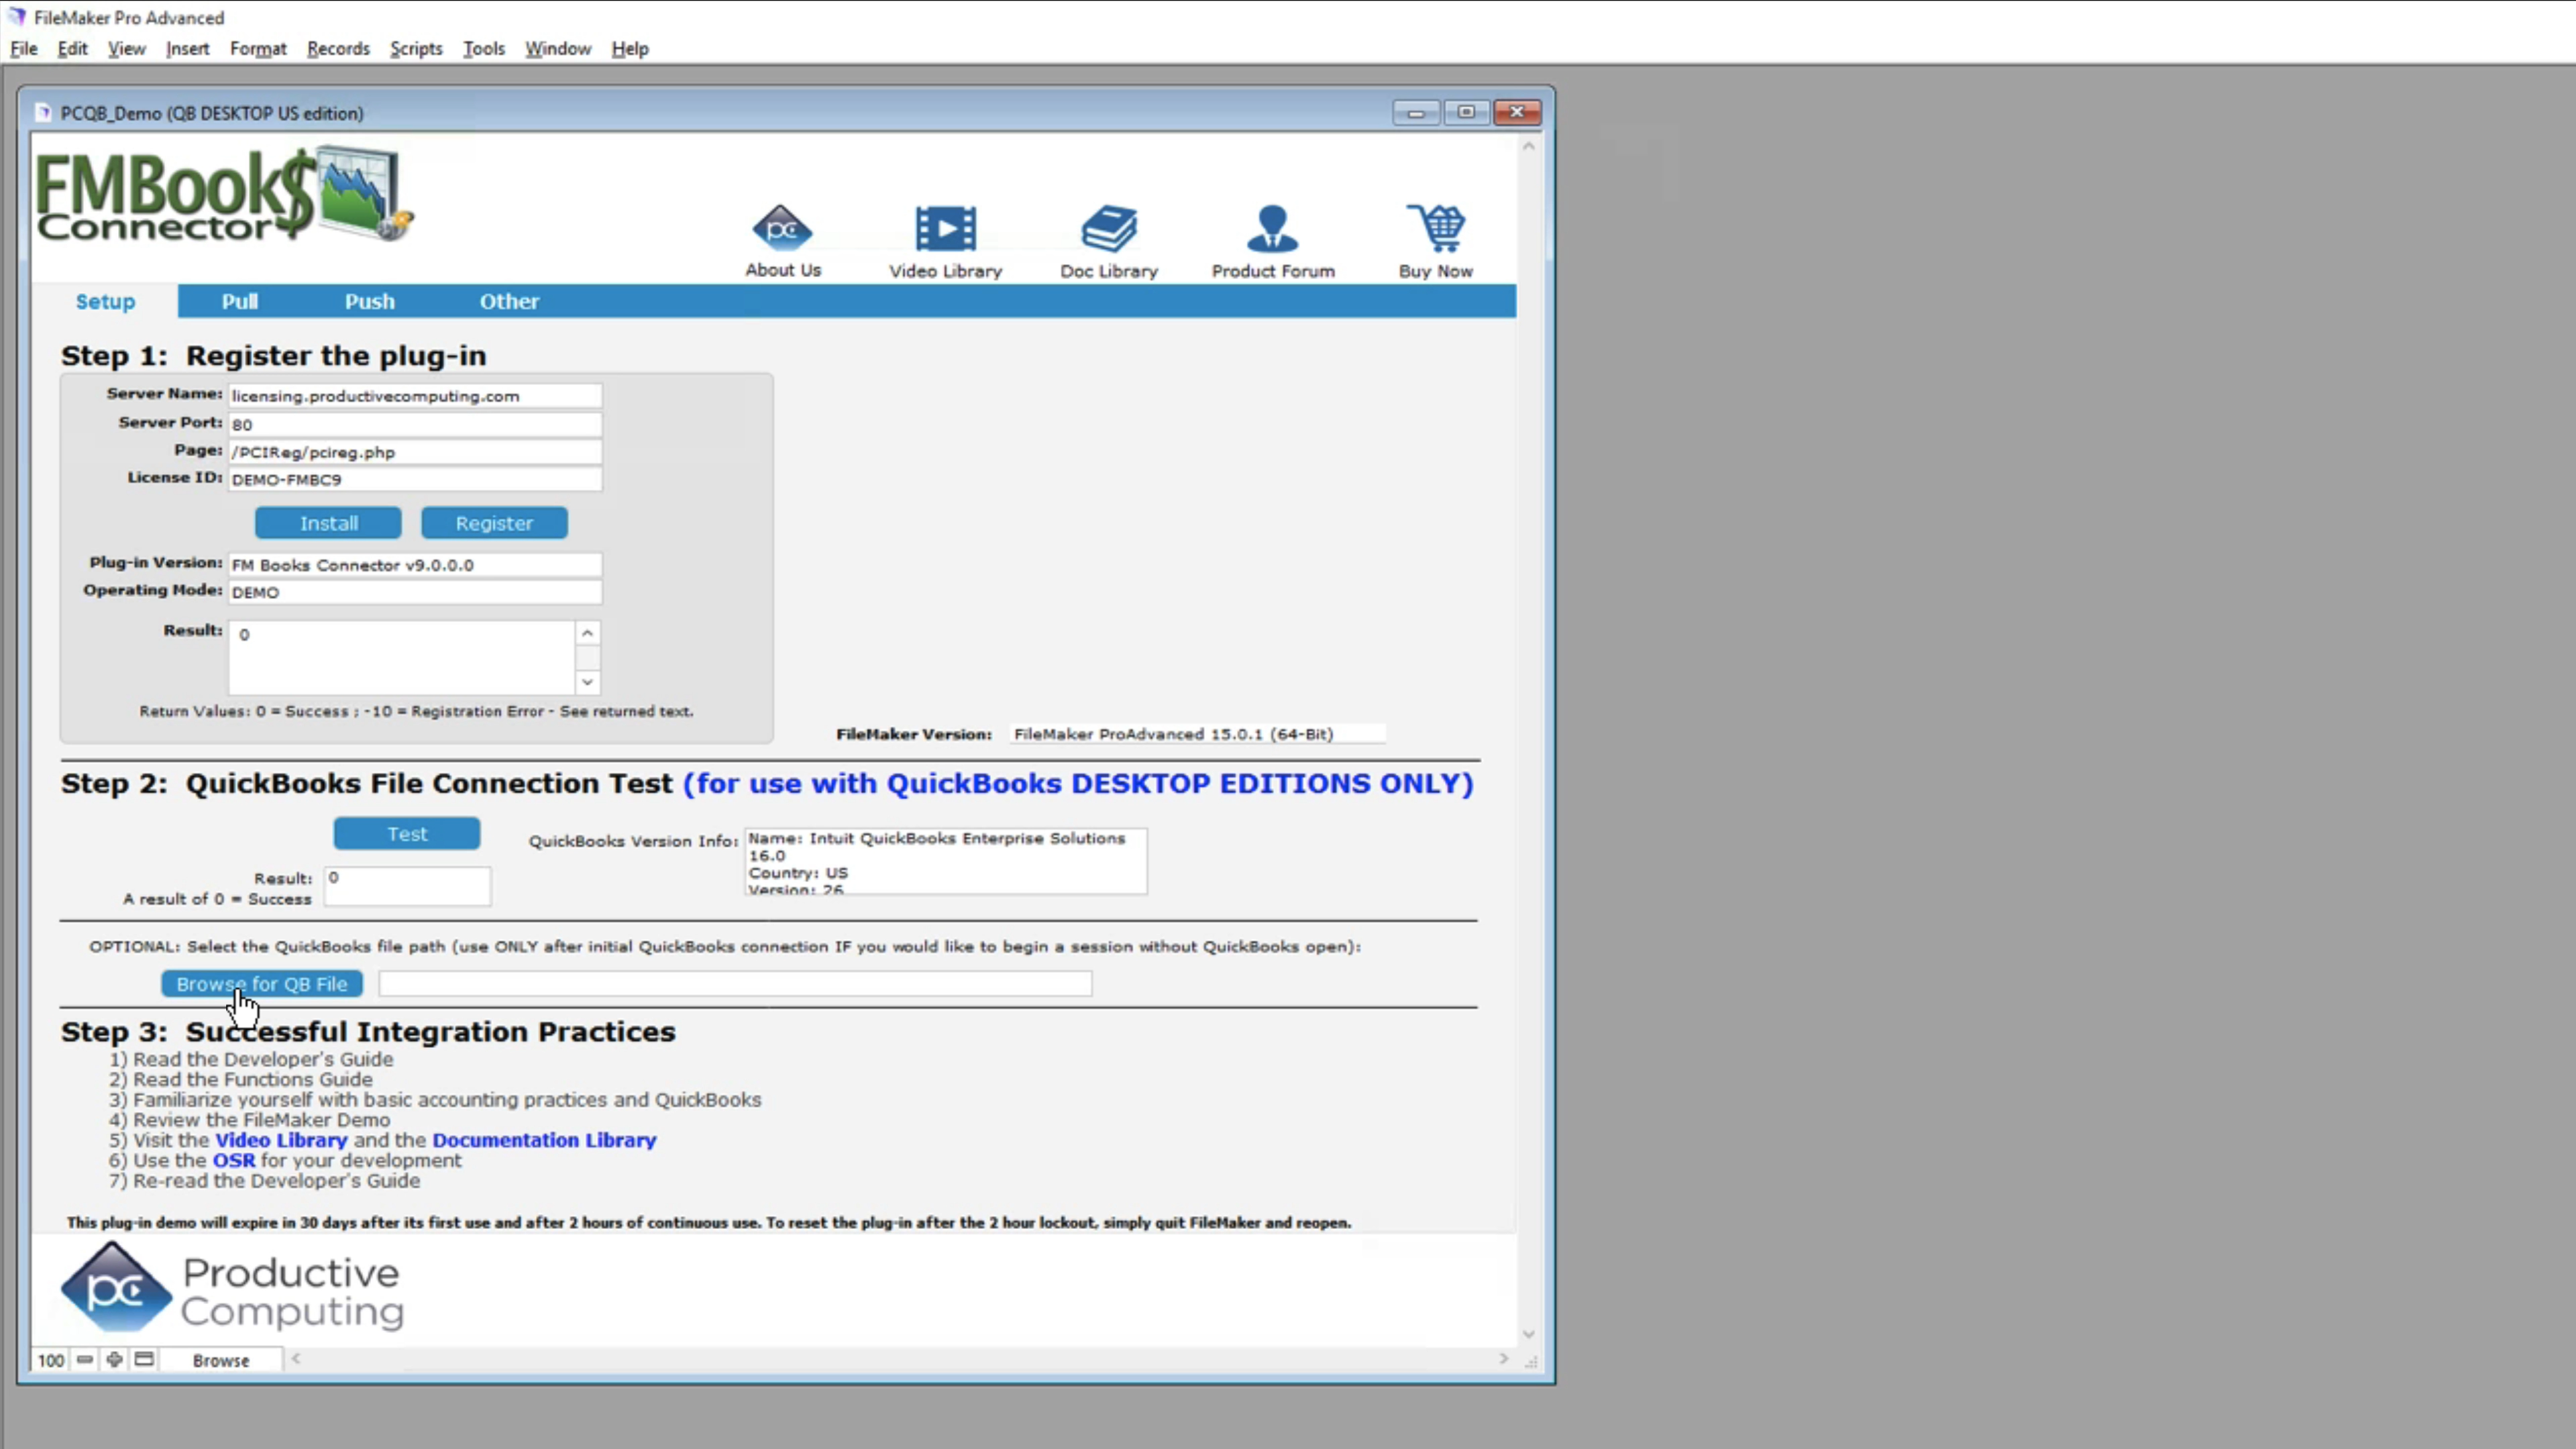 FileMaker Pro Advanced
File Edit View Insert Format Records Scripts Tools Window Help
PCQB_Demo (QB DESKTOP US edition)
FMBook$
Connector
About Us Video Library Doc Library Product Forum Buy Now
Setup Pull Push Other
Step 1: Register the plug-in
Server Name: licensing.productivecomputing.com
Server Port: 80
Page: /PCIReg/pcireg.php
License ID: DEMO-FMBC9
Install Register
Plug-in Version: FM Books Connector v9.0.0.0
Operating Mode: DEMO
Result: 0
Return Values: 0 = Success ; -10 = Registration Error - See returned text.
FileMaker Version: FileMaker ProAdvanced 15.0.1 (64-Bit)
Step 2: QuickBooks File Connection Test (for use with QuickBooks DESKTOP EDITIONS ONLY)
Test
QuickBooks Version Info: Name: Intuit QuickBooks Enterprise Solutions
16.0
Country: US
Version: 26
Result: 0
A result of 0 = Success
OPTIONAL: Select the QuickBooks file path (use ONLY after initial QuickBooks connection IF you would like to begin a session without QuickBooks open):
Browse for QB File
Step 3: Successful Integration Practices
1) Read the Developer's Guide
2) Read the Functions Guide
3) Familiarize yourself with basic accounting practices and QuickBooks
4) Review the FileMaker Demo
5) Visit the Video Library and the Documentation Library
6) Use the OSR for your development
7) Re-read the Developer's Guide
This plug-in demo will expire in 30 days after its first use and after 2 hours of continuous use. To reset the plug-in after the 2 hour lockout, simply quit FileMaker and reopen.
pc Productive
Computing
100 Browse